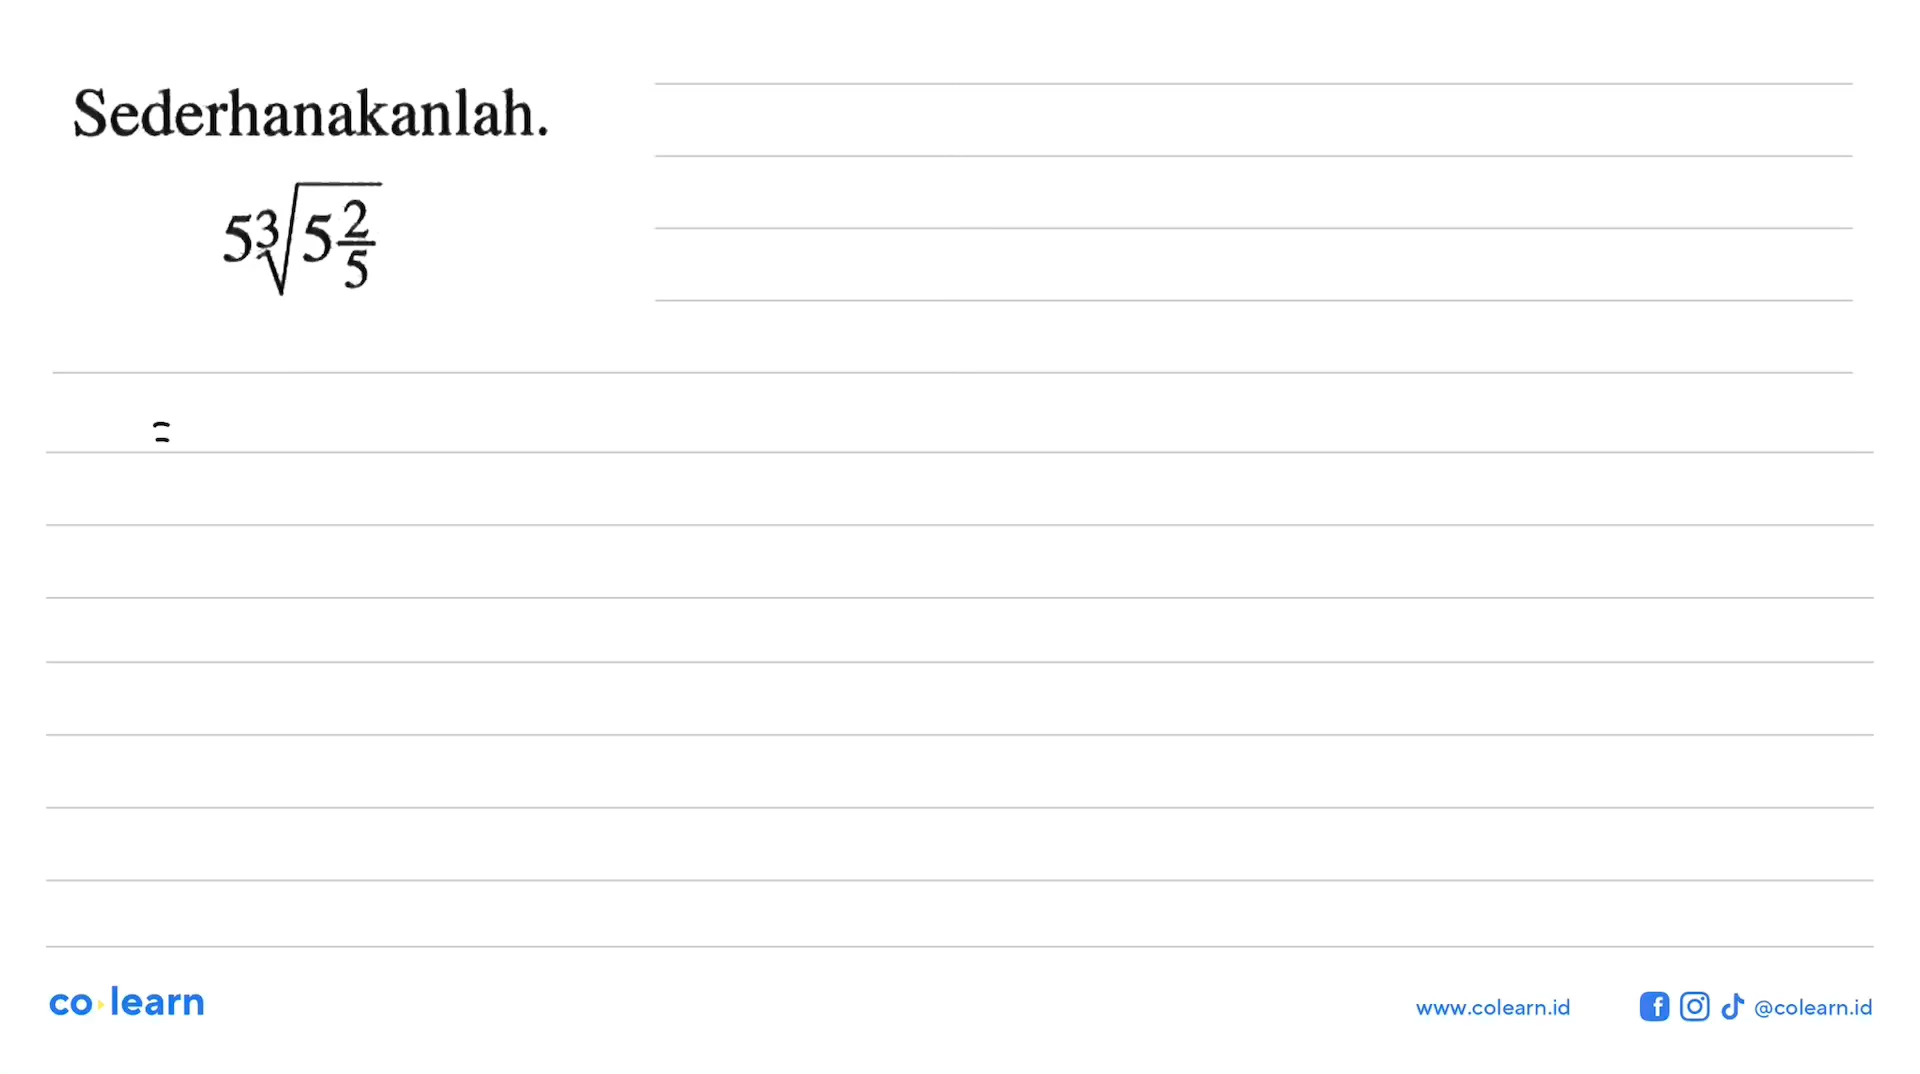 Sederhanakanlah.
5∛(5 2/5)
=
co learn
www.colearn.id
@colearn.id